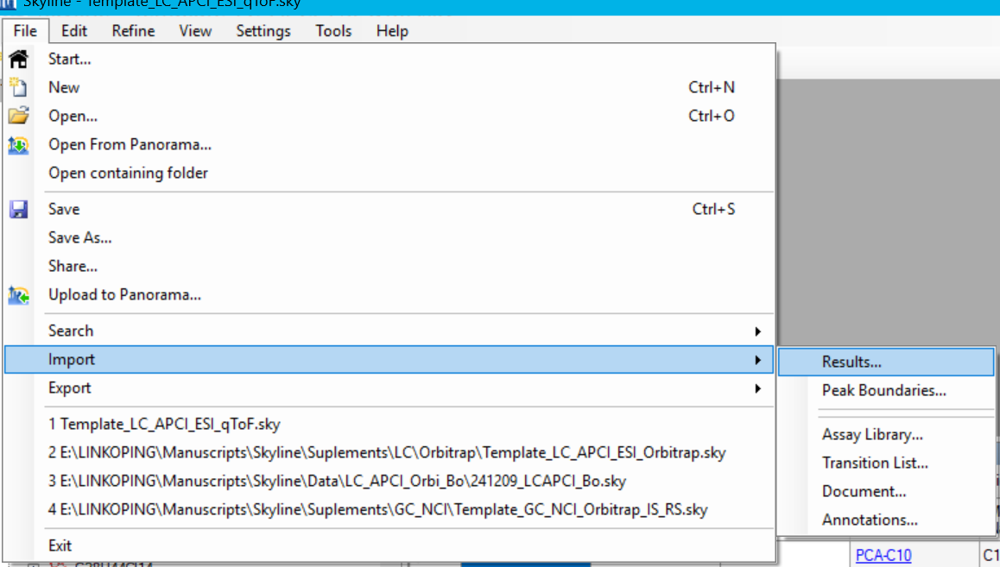 Skyline - Template_LC_APCI_ESI_qToF.sky
File Edit Refine View Settings Tools Help
Start...
New Ctrl+N
Open... Ctrl+O
Open From Panorama...
Open containing folder
Save Ctrl+S
Save As...
Share...
Upload to Panorama...
Search
Import
Export
1 Template_LC_APCI_ESI_qToF.sky
2 E:\LINKOPING\Manuscripts\Skyline\Suplements\LC\Orbitrap\Template_LC_APCI_ESI_Orbitrap.sky
3 E:\LINKOPING\Manuscripts\Skyline\Data\LC_APCI_Orbi_Bo\241209_LCAPCI_Bo.sky
4 E:\LINKOPING\Manuscripts\Skyline\Suplements\GC_NCI\Template_GC_NCI_Orbitrap_IS_RS.sky
Exit
Results...
Peak Boundaries...
Assay Library...
Transition List...
Document...
Annotations...
PCA-C10 C1